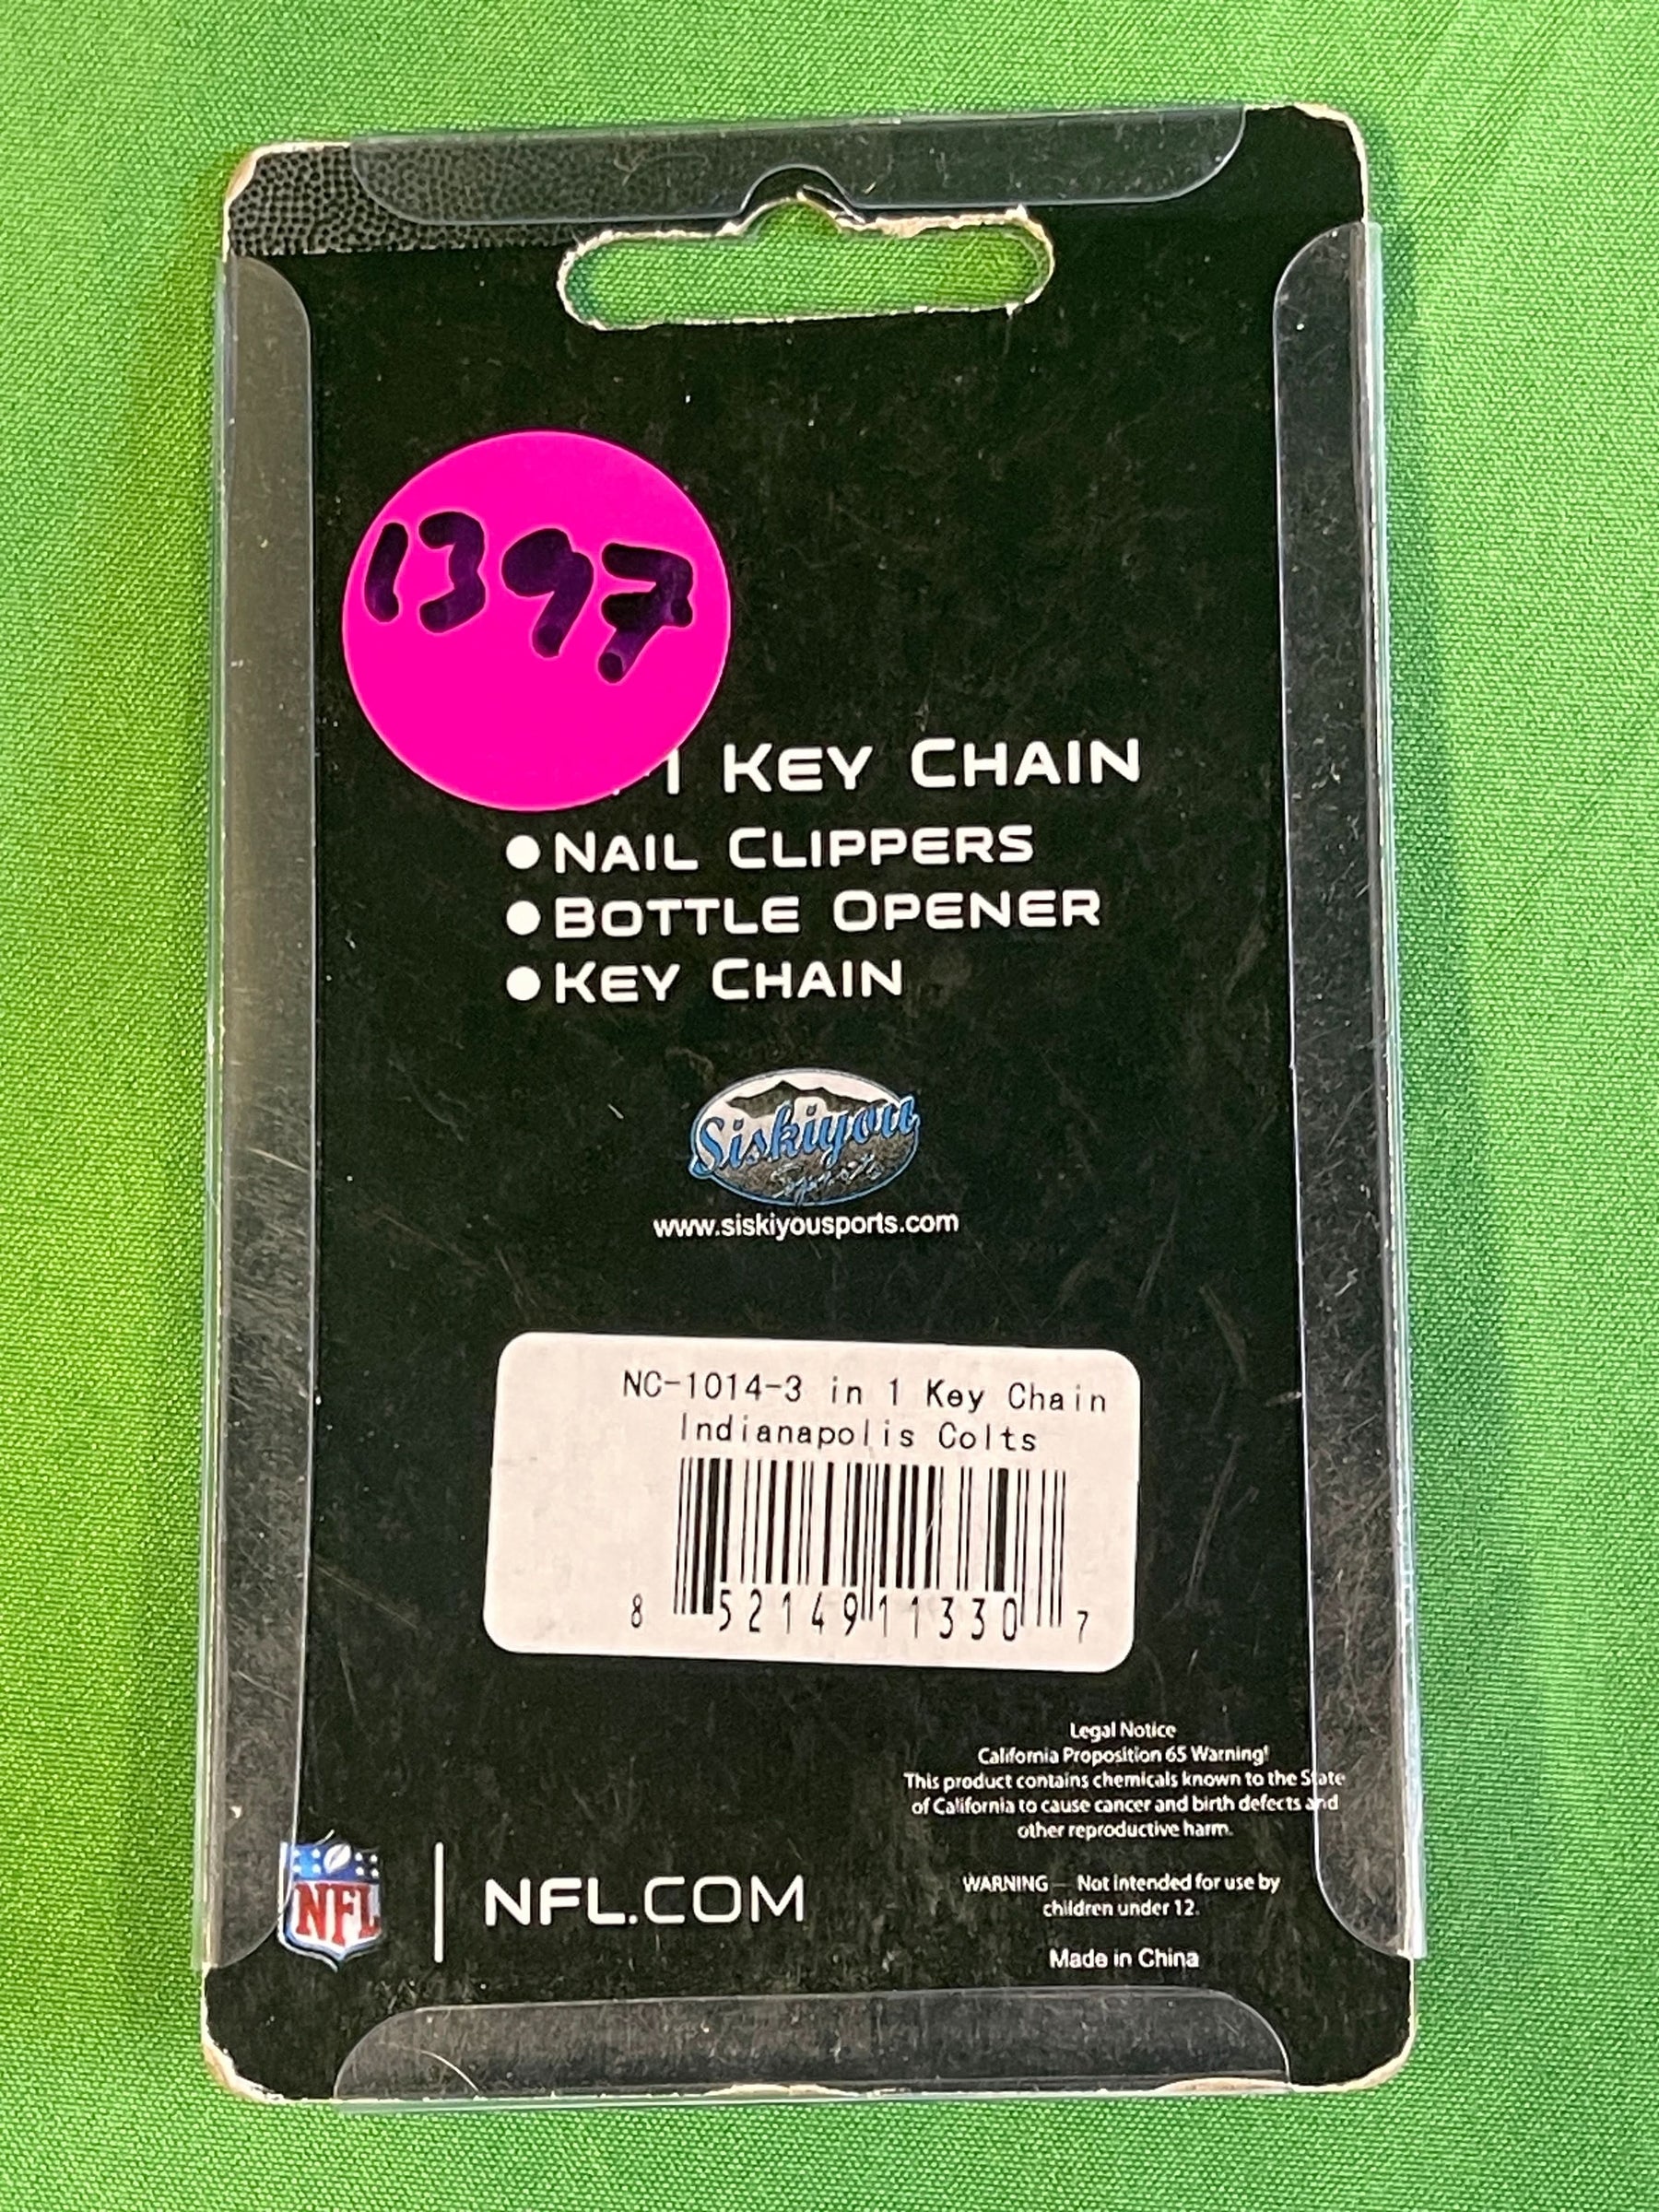 1397
1 KEY CHAIN
● NAIL CLIPPERS
● BOTTLE OPENER
● KEY CHAIN
Siskiyou
Sports
www.siskiyousports.com
NC-1014-3 in 1 Key Chain
Indianapolis Colts
8 52149 11330 7
Legal Notice
California Proposition 65 Warning!
This product contains chemicals known to the State
of California to cause cancer and birth defects and
other reproductive harm.
WARNING — Not intended for use by
children under 12.
Made in China
NFL
NFL.COM